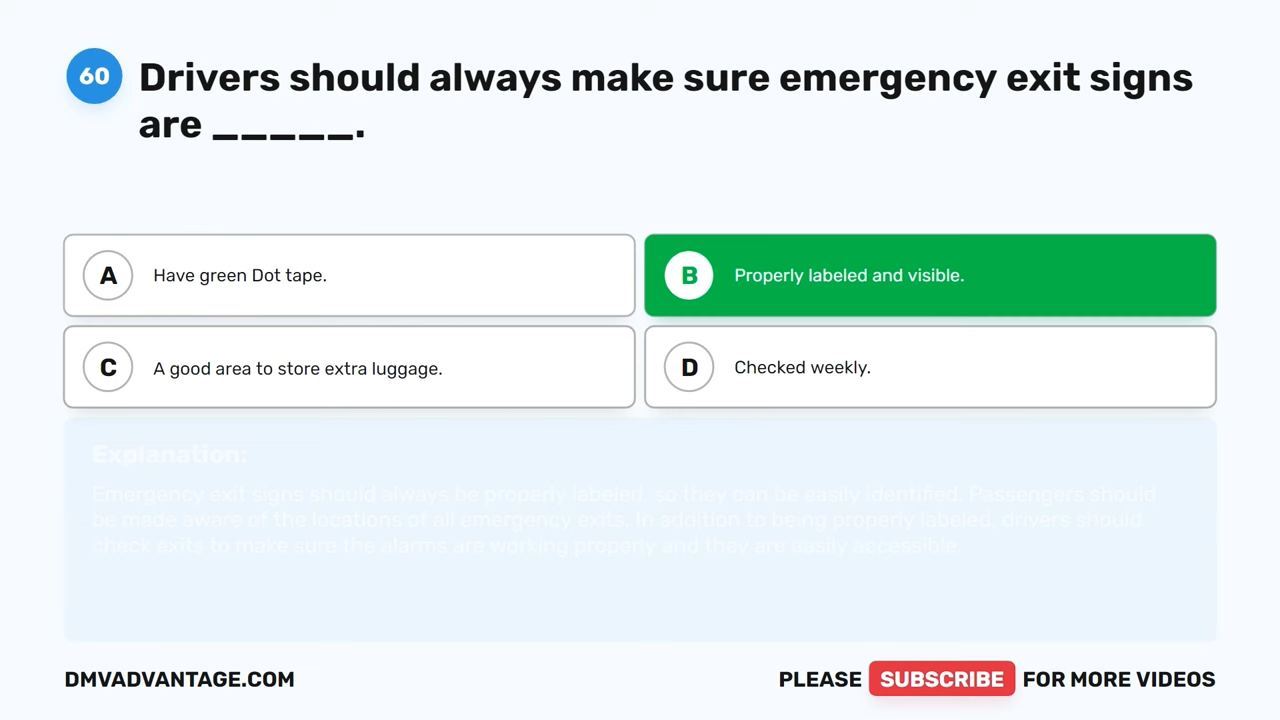 60
Drivers should always make sure emergency exit signs
are _____.
A Have green Dot tape.
B Properly labeled and visible.
C A good area to store extra luggage.
D Checked weekly.
Explanation:
Emergency exit signs should always be properly labeled, so they can be easily identified. Passengers should
be made aware of the locations of all emergency exits. In addition to being properly labeled, drivers should
check exits to make sure the alarms are working properly and they are easily accessible.
DMVADVANTAGE.COM
PLEASE SUBSCRIBE FOR MORE VIDEOS